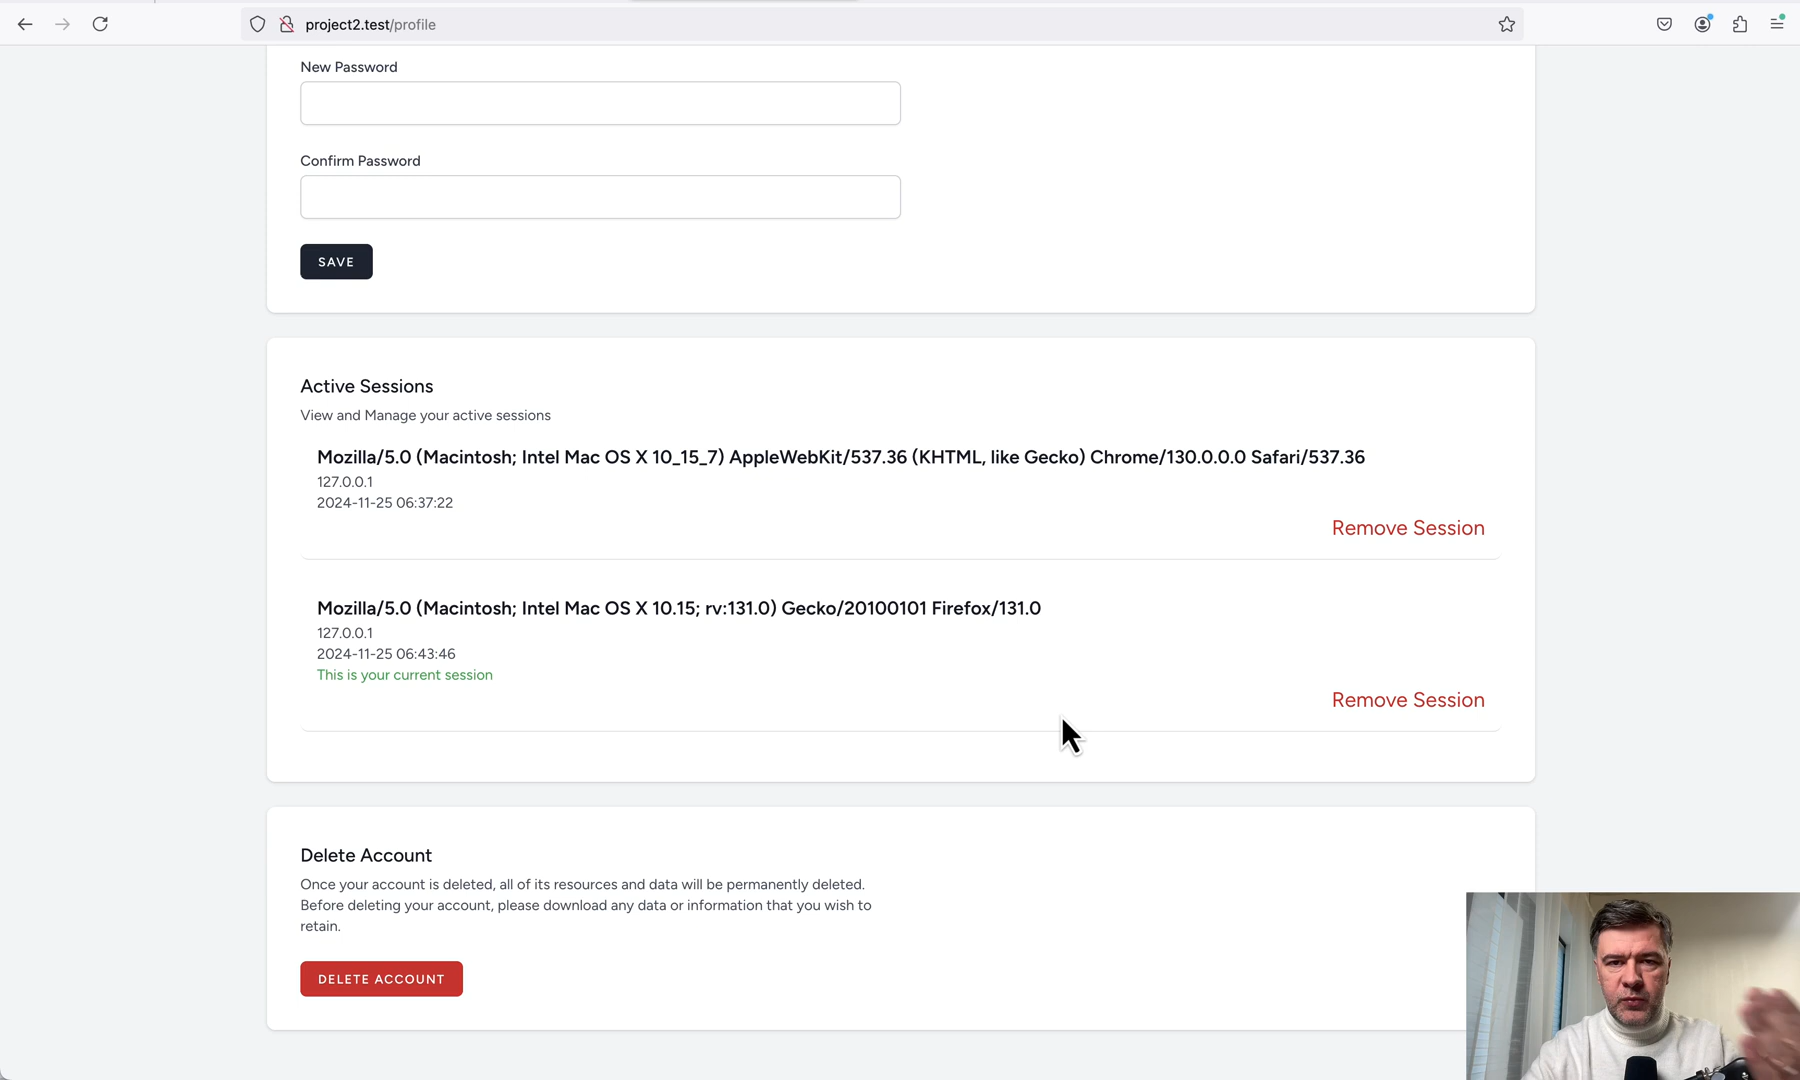 project2.test/profile
New Password
Confirm Password
SAVE
Active Sessions
View and Manage your active sessions
Mozilla/5.0 (Macintosh; Intel Mac OS X 10_15_7) AppleWebKit/537.36 (KHTML, like Gecko) Chrome/130.0.0.0 Safari/537.36
127.0.0.1
2024-11-25 06:37:22
Remove Session
Mozilla/5.0 (Macintosh; Intel Mac OS X 10.15; rv:131.0) Gecko/20100101 Firefox/131.0
127.0.0.1
2024-11-25 06:43:46
This is your current session
Remove Session
Delete Account
Once your account is deleted, all of its resources and data will be permanently deleted.
Before deleting your account, please download any data or information that you wish to
retain.
DELETE ACCOUNT